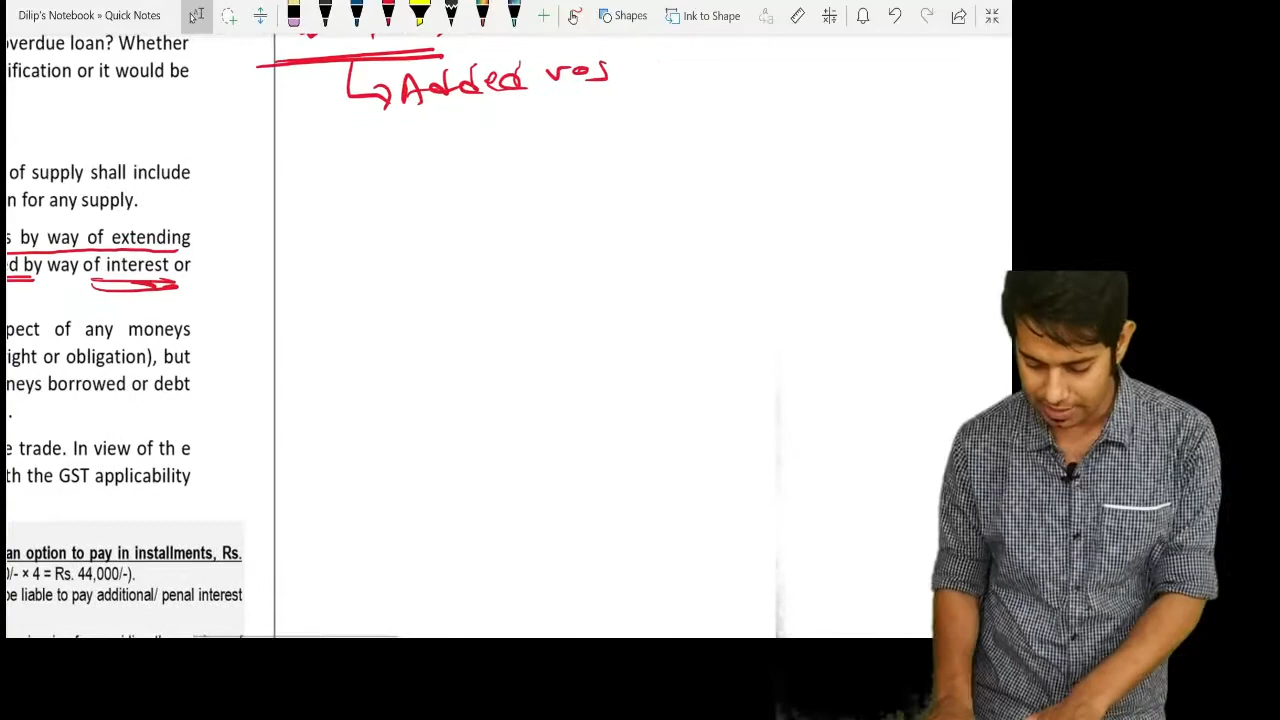 Dilip's Notebook » Quick Notes
Shapes
Ink to Shape
overdue loan? Whether
ification or it would be
Added vos
of supply shall include
n for any supply.
s by way of extending
ed by way of interest or
pect of any moneys
ight or obligation), but
neys borrowed or debt
.
e trade. In view of th e
th the GST applicability
an option to pay in installments, Rs.
0/- × 4 = Rs. 44,000/-).
be liable to pay additional/ penal interest